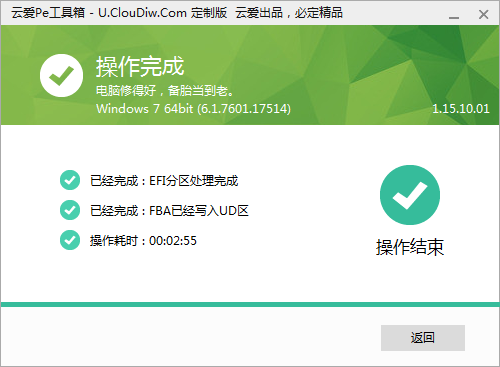 云爱Pe工具箱 - U.ClouDiw.Com 定制版  云爱出品，必定精品
操作完成
电脑修得好，备胎当到老。
Windows 7 64bit (6.1.7601.17514)
1.15.10.01
已经完成 : EFI分区处理完成
已经完成 : FBA已经写入UD区
操作耗时 : 00:02:55
操作结束
返回